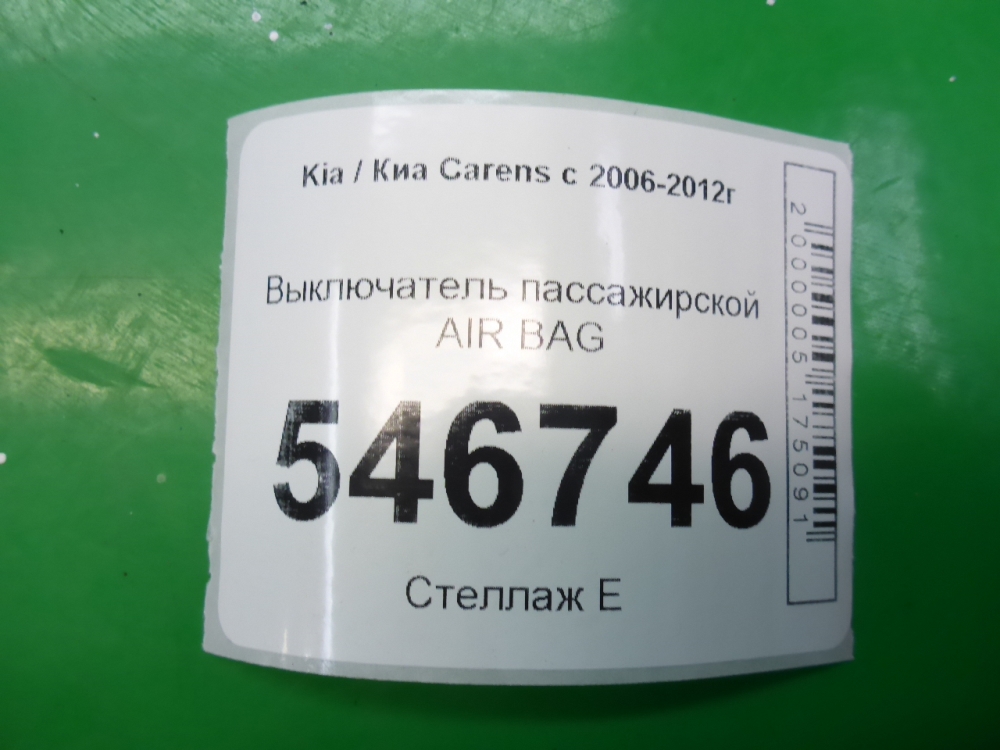 Kia / Киа Carens с 2006-2012г
Выключатель пассажирской
AIR BAG
546746
Стеллаж Е
2000005175091